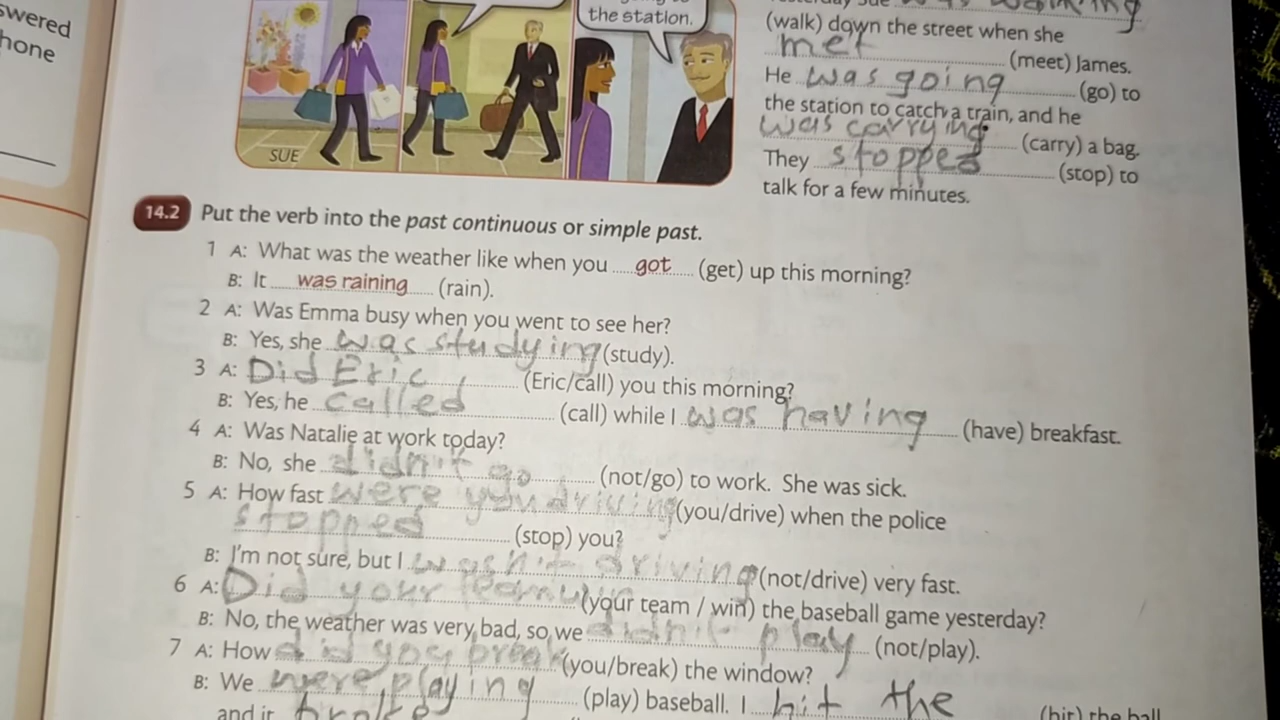 swered
hone
the station.
SUE
(walk) down the street when she
met (meet) James.
He was going (go) to
the station to catch a train, and he
was carrying (carry) a bag.
They stopped (stop) to
talk for a few minutes.
14.2 Put the verb into the past continuous or simple past.
1 A: What was the weather like when you got (get) up this morning?
B: It was raining (rain).
2 A: Was Emma busy when you went to see her?
B: Yes, she was studying (study).
3 A: Did Eric (Eric/call) you this morning?
B: Yes, he called (call) while I was having (have) breakfast.
4 A: Was Natalie at work today?
B: No, she didn't go (not/go) to work. She was sick.
5 A: How fast were you driving (you/drive) when the police
stopped (stop) you?
B: I'm not sure, but I wasn't driving (not/drive) very fast.
6 A: Did your team win (your team / win) the baseball game yesterday?
B: No, the weather was very bad, so we didn't play (not/play).
7 A: How did you break (you/break) the window?
B: We were playing (play) baseball. I hit the (hit) the ball
and it broke